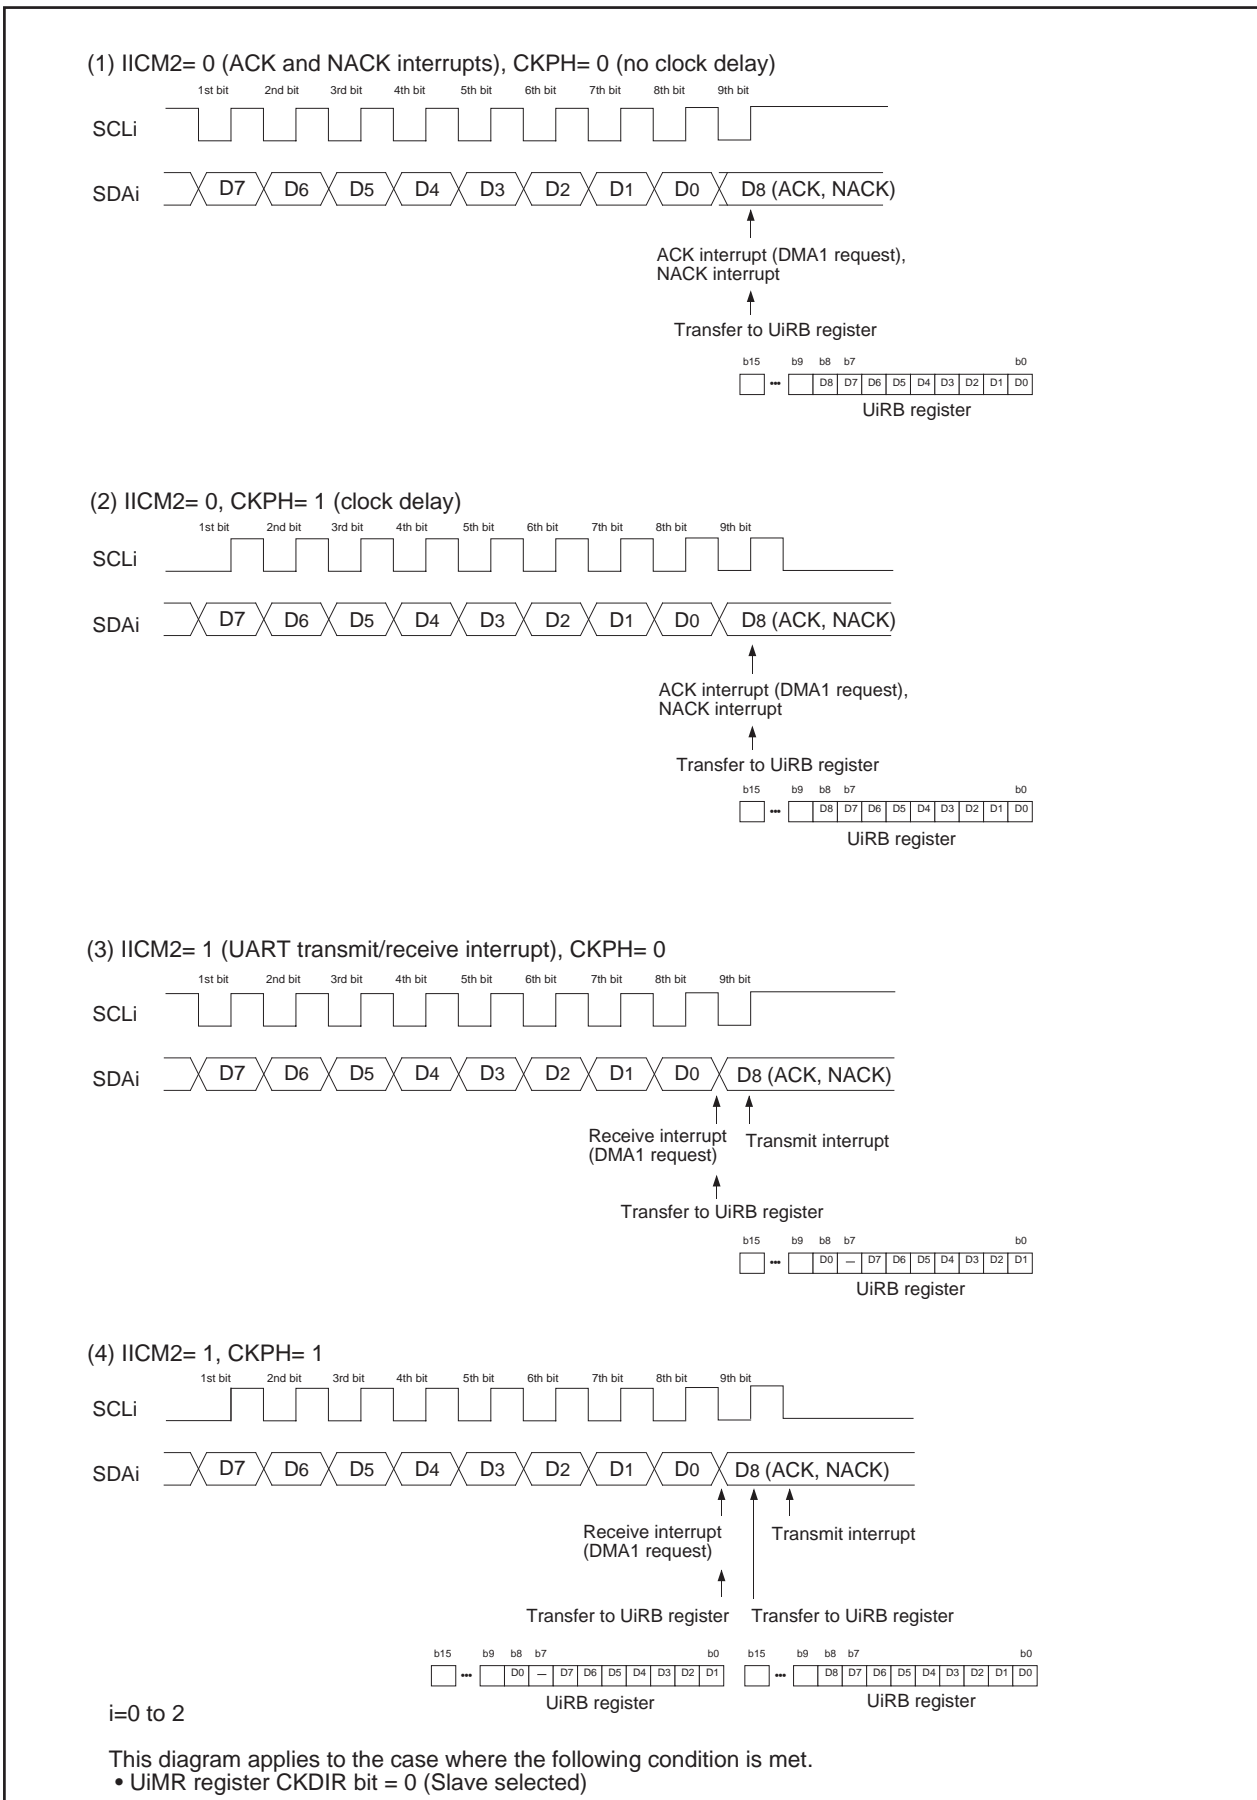 (1) IICM2= 0 (ACK and NACK interrupts), CKPH= 0 (no clock delay)
1st bit 2nd bit 3rd bit 4th bit 5th bit 6th bit 7th bit 8th bit 9th bit
SCLi
SDAi D7 D6 D5 D4 D3 D2 D1 D0 D8 (ACK, NACK)
ACK interrupt (DMA1 request),
NACK interrupt
Transfer to UiRB register
b15 b9 b8 b7 b0
••• D8 D7 D6 D5 D4 D3 D2 D1 D0
UiRB register
(2) IICM2= 0, CKPH= 1 (clock delay)
1st bit 2nd bit 3rd bit 4th bit 5th bit 6th bit 7th bit 8th bit 9th bit
SCLi
SDAi D7 D6 D5 D4 D3 D2 D1 D0 D8 (ACK, NACK)
ACK interrupt (DMA1 request),
NACK interrupt
Transfer to UiRB register
b15 b9 b8 b7 b0
••• D8 D7 D6 D5 D4 D3 D2 D1 D0
UiRB register
(3) IICM2= 1 (UART transmit/receive interrupt), CKPH= 0
1st bit 2nd bit 3rd bit 4th bit 5th bit 6th bit 7th bit 8th bit 9th bit
SCLi
SDAi D7 D6 D5 D4 D3 D2 D1 D0 D8 (ACK, NACK)
Receive interrupt Transmit interrupt
(DMA1 request)
Transfer to UiRB register
b15 b9 b8 b7 b0
••• D0 — D7 D6 D5 D4 D3 D2 D1
UiRB register
(4) IICM2= 1, CKPH= 1
1st bit 2nd bit 3rd bit 4th bit 5th bit 6th bit 7th bit 8th bit 9th bit
SCLi
SDAi D7 D6 D5 D4 D3 D2 D1 D0 D8 (ACK, NACK)
Receive interrupt Transmit interrupt
(DMA1 request)
Transfer to UiRB register Transfer to UiRB register
b15 b9 b8 b7 b0 b15 b9 b8 b7 b0
••• D0 — D7 D6 D5 D4 D3 D2 D1 ••• D8 D7 D6 D5 D4 D3 D2 D1 D0
UiRB register UiRB register
i=0 to 2
This diagram applies to the case where the following condition is met.
• UiMR register CKDIR bit = 0 (Slave selected)